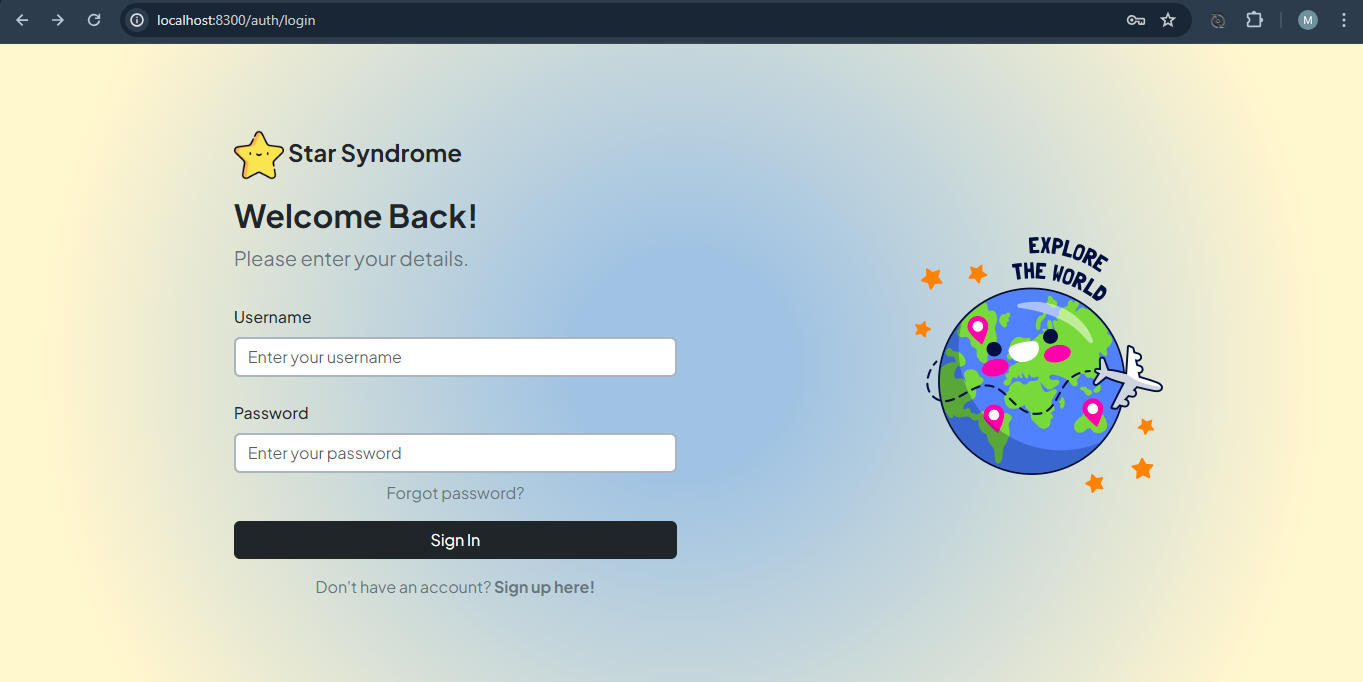 localhost:8300/auth/login
M
Star Syndrome
Welcome Back!
Please enter your details.
Username
Enter your username
Password
Enter your password
Forgot password?
Sign In
Don't have an account? Sign up here!
EXPLORE
THE WORLD